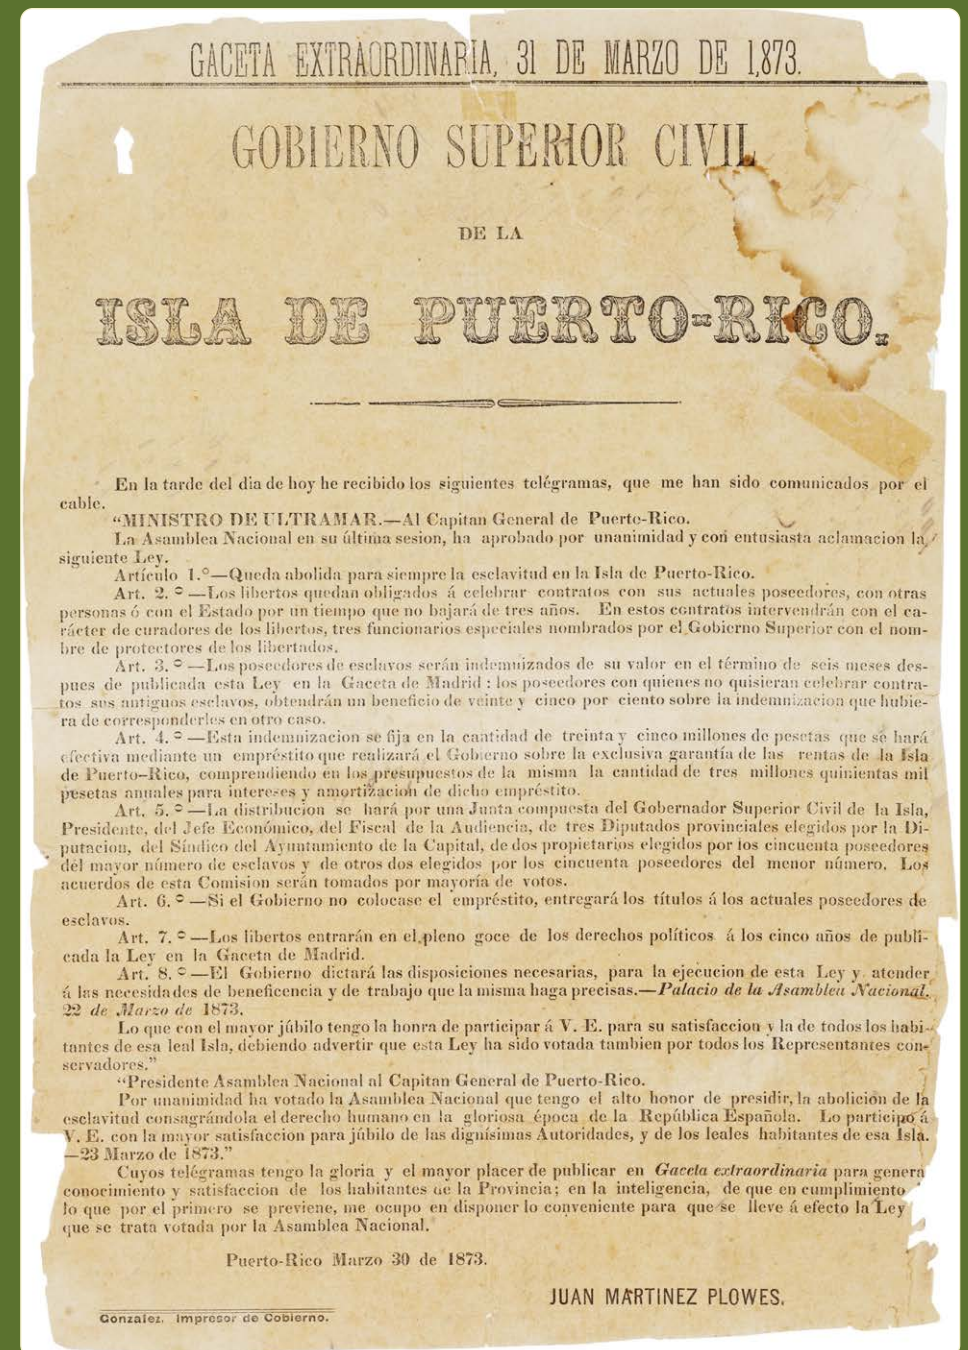 GACETA EXTRAORDINARIA, 31 DE MARZO DE 1,873.
GOBIERNO SUPERIOR CIVIL
DE LA
ISLA DE PUERTO-RICO.
En la tarde del dia de hoy he recibido los siguientes telégramas, que me han sido comunicados por el
cable.
“MINISTRO DE ULTRAMAR.—Al Capitan General de Puerto-Rico.
La Asamblea Nacional en su última sesion, ha aprobado por unanimidad y con entusiasta aclamacion la
siguiente Ley.
Artículo 1.º—Queda abolida para siempre la esclavitud en la Isla de Puerto-Rico.
Art. 2.º—Los libertos quedan obligados á celebrar contratos con sus actuales poseedores, con otras
personas ó con el Estado por un tiempo que no bajará de tres años. En estos contratos intervendrán con el ca-
rácter de curadores de los libertos, tres funcionarios especiales nombrados por el Gobierno Superior con el nom-
bre de protectores de los libertados.
Art. 3.º—Los poseedores de esclavos serán indemnizados de su valor en el término de seis meses des-
pues de publicada esta Ley en la Gaceta de Madrid: los poseedores con quienes no quisieran celebrar contra-
tos sus antiguos esclavos, obtendrán un beneficio de veinte y cinco por ciento sobre la indemnizacion que hubie-
ra de corresponderles en otro caso.
Art. 4.º—Esta indemnizacion se fija en la cantidad de treinta y cinco millones de pesetas que se hará
efectiva mediante un empréstito que realizará el Gobierno sobre la exclusiva garantía de las rentas de la Isla
de Puerto-Rico, comprendiendo en los presupuestos de la misma la cantidad de tres millones quinientas mil
pesetas anuales para intereses y amortizacion de dicho empréstito.
Art. 5.º—La distribucion se hará por una Junta compuesta del Gobernador Superior Civil de la Isla,
Presidente, del Jefe Económico, del Fiscal de la Audiencia, de tres Diputados provinciales elegidos por la Di-
putacion, del Síndico del Ayuntamiento de la Capital, de dos propietarios elegidos por los cincuenta poseedores
del mayor número de esclavos y de otros dos elegidos por los cincuenta poseedores del menor número. Los
acuerdos de esta Comision serán tomados por mayoría de votos.
Art. 6.º—Si el Gobierno no colocase el empréstito, entregará los títulos á los actuales poseedores de
esclavos.
Art. 7.º—Los libertos entrarán en el pleno goce de los derechos políticos á los cinco años de publi-
cada la Ley en la Gaceta de Madrid.
Art. 8.º—El Gobierno dictará las disposiciones necesarias, para la ejecucion de esta Ley y atender
á las necesidades de beneficencia y de trabajo que la misma haga precisas.—Palacio de la Asamblea Nacional.
22 de Marzo de 1873.
Lo que con el mayor júbilo tengo la honra de participar á V. E. para su satisfaccion y la de todos los habi-
tantes de esa leal Isla, debiendo advertir que esta Ley ha sido votada tambien por todos los Representantes con-
servadores.”
“Presidente Asamblea Nacional al Capitan General de Puerto-Rico.
Por unanimidad ha votado la Asamblea Nacional que tengo el alto honor de presidir, la abolición de la
esclavitud consagrándola el derecho humano en la gloriosa época de la República Española. Lo participo á
V. E. con la mayor satisfaccion para júbilo de las dignísimas Autoridades, y de los leales habitantes de esa Isla.
—23 Marzo de 1873.”
Cuyos telégramas tengo la gloria y el mayor placer de publicar en Gaceta extraordinaria para genera
conocimiento y satisfaccion de los habitantes de la Provincia; en la inteligencia, de que en cumplimiento
lo que por el primero se previene, me ocupo en disponer lo conveniente para que se lleve á efecto la Ley
que se trata votada por la Asamblea Nacional.
Puerto-Rico Marzo 30 de 1873.
JUAN MARTINEZ PLOWES.
Gonzalez, Impresor de Gobierno.